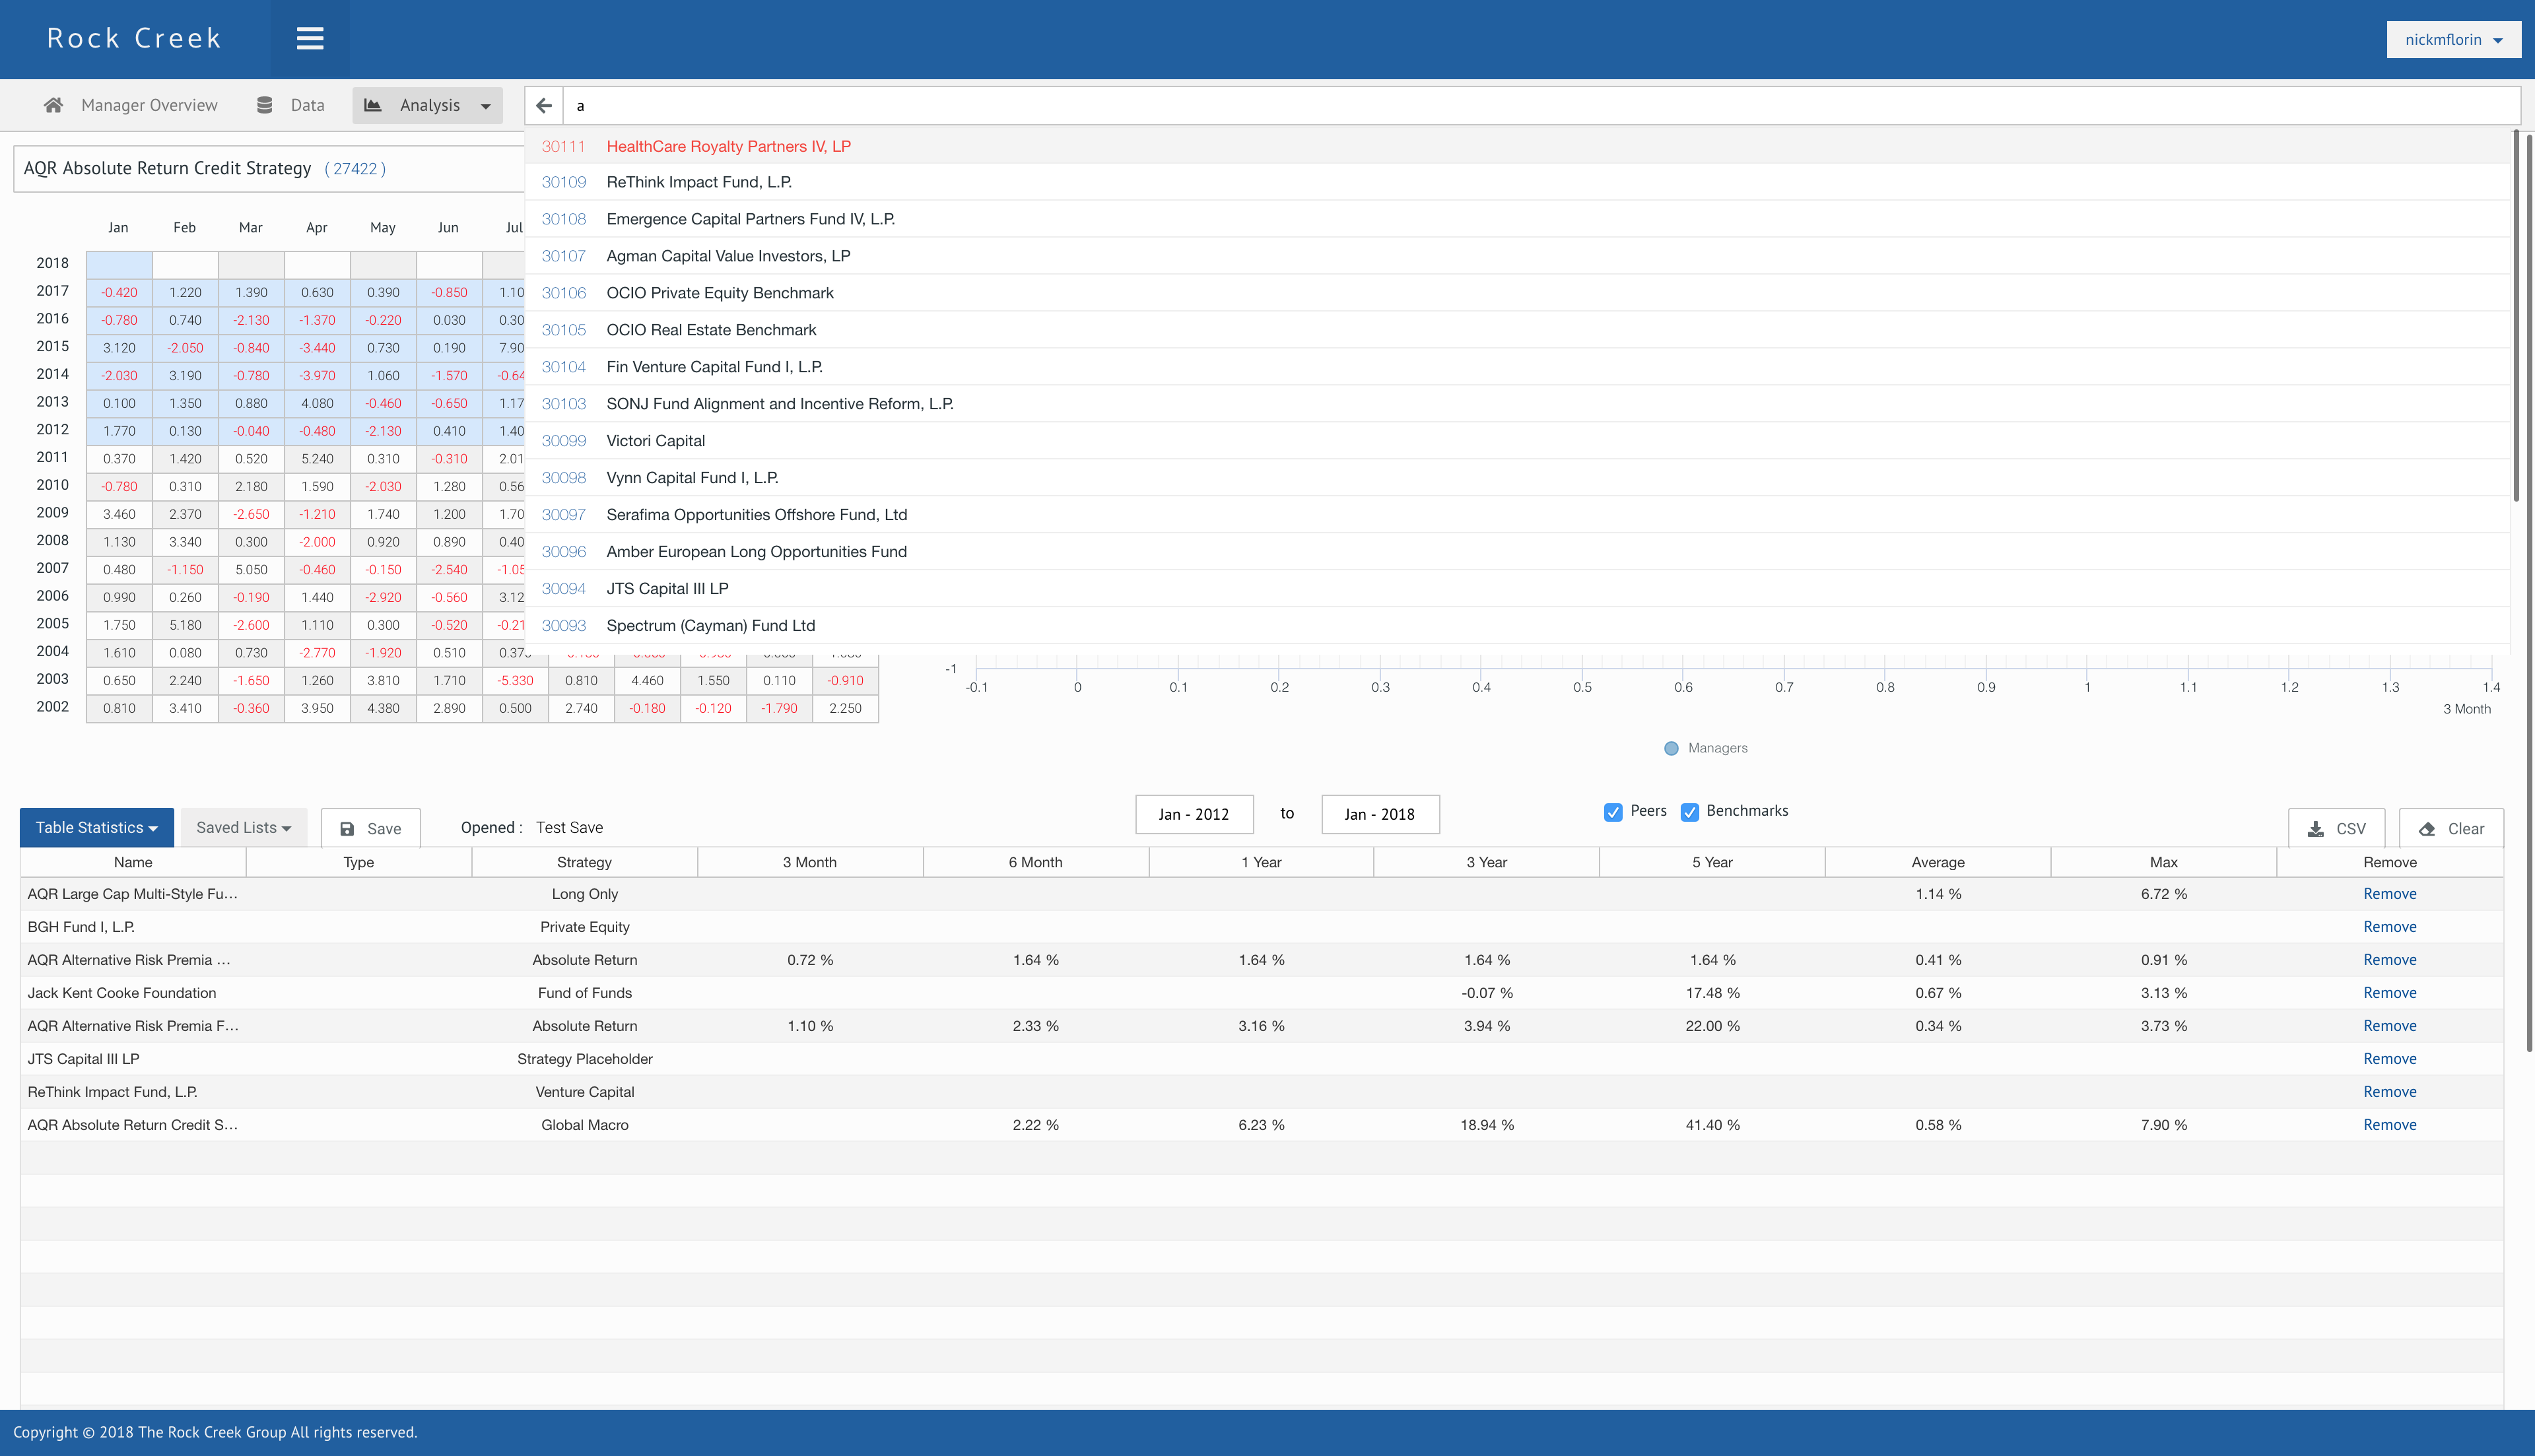 Rock Creek
nickmflorin
Manager Overview Data Analysis a
AQR Absolute Return Credit Strategy ( 27422 )
30111 HealthCare Royalty Partners IV, LP
30109 ReThink Impact Fund, L.P.
30108 Emergence Capital Partners Fund IV, L.P.
30107 Agman Capital Value Investors, LP
30106 OCIO Private Equity Benchmark
30105 OCIO Real Estate Benchmark
30104 Fin Venture Capital Fund I, L.P.
30103 SONJ Fund Alignment and Incentive Reform, L.P.
30099 Victori Capital
30098 Vynn Capital Fund I, L.P.
30097 Serafima Opportunities Offshore Fund, Ltd
30096 Amber European Long Opportunities Fund
30094 JTS Capital III LP
30093 Spectrum (Cayman) Fund Ltd
Jan Feb Mar Apr May Jun Jul
2018
2017 -0.420 1.220 1.390 0.630 0.390 -0.850 1.10
2016 -0.780 0.740 -2.130 -1.370 -0.220 0.030 0.30
2015 3.120 -2.050 -0.840 -3.440 0.730 0.190 7.90
2014 -2.030 3.190 -0.780 -3.970 1.060 -1.570 -0.64
2013 0.100 1.350 0.880 4.080 -0.460 -0.650 1.17
2012 1.770 0.130 -0.040 -0.480 -2.130 0.410 1.40
2011 0.370 1.420 0.520 5.240 0.310 -0.310 2.01
2010 -0.780 0.310 2.180 1.590 -2.030 1.280 0.56
2009 3.460 2.370 -2.650 -1.210 1.740 1.200 1.70
2008 1.130 3.340 0.300 -2.000 0.920 0.890 0.40
2007 0.480 -1.150 5.050 -0.460 -0.150 -2.540 -1.05
2006 0.990 0.260 -0.190 1.440 -2.920 -0.560 3.12
2005 1.750 5.180 -2.600 1.110 0.300 -0.520 -0.21
2004 1.610 0.080 0.730 -2.770 -1.920 0.510 0.370
2003 0.650 2.240 -1.650 1.260 3.810 1.710 -5.330 0.810 4.460 1.550 0.110 -0.910
2002 0.810 3.410 -0.360 3.950 4.380 2.890 0.500 2.740 -0.180 -0.120 -1.790 2.250
-1
-0.1 0 0.1 0.2 0.3 0.4 0.5 0.6 0.7 0.8 0.9 1 1.1 1.2 1.3 1.4
3 Month
Managers
Table Statistics Saved Lists Save Opened : Test Save Jan - 2012 to Jan - 2018 Peers Benchmarks CSV Clear
Name Type Strategy 3 Month 6 Month 1 Year 3 Year 5 Year Average Max Remove
AQR Large Cap Multi-Style Fu... Long Only 1.14 % 6.72 % Remove
BGH Fund I, L.P. Private Equity Remove
AQR Alternative Risk Premia ... Absolute Return 0.72 % 1.64 % 1.64 % 1.64 % 1.64 % 0.41 % 0.91 % Remove
Jack Kent Cooke Foundation Fund of Funds -0.07 % 17.48 % 0.67 % 3.13 % Remove
AQR Alternative Risk Premia F... Absolute Return 1.10 % 2.33 % 3.16 % 3.94 % 22.00 % 0.34 % 3.73 % Remove
JTS Capital III LP Strategy Placeholder Remove
ReThink Impact Fund, L.P. Venture Capital Remove
AQR Absolute Return Credit S... Global Macro 2.22 % 6.23 % 18.94 % 41.40 % 0.58 % 7.90 % Remove
Copyright © 2018 The Rock Creek Group All rights reserved.